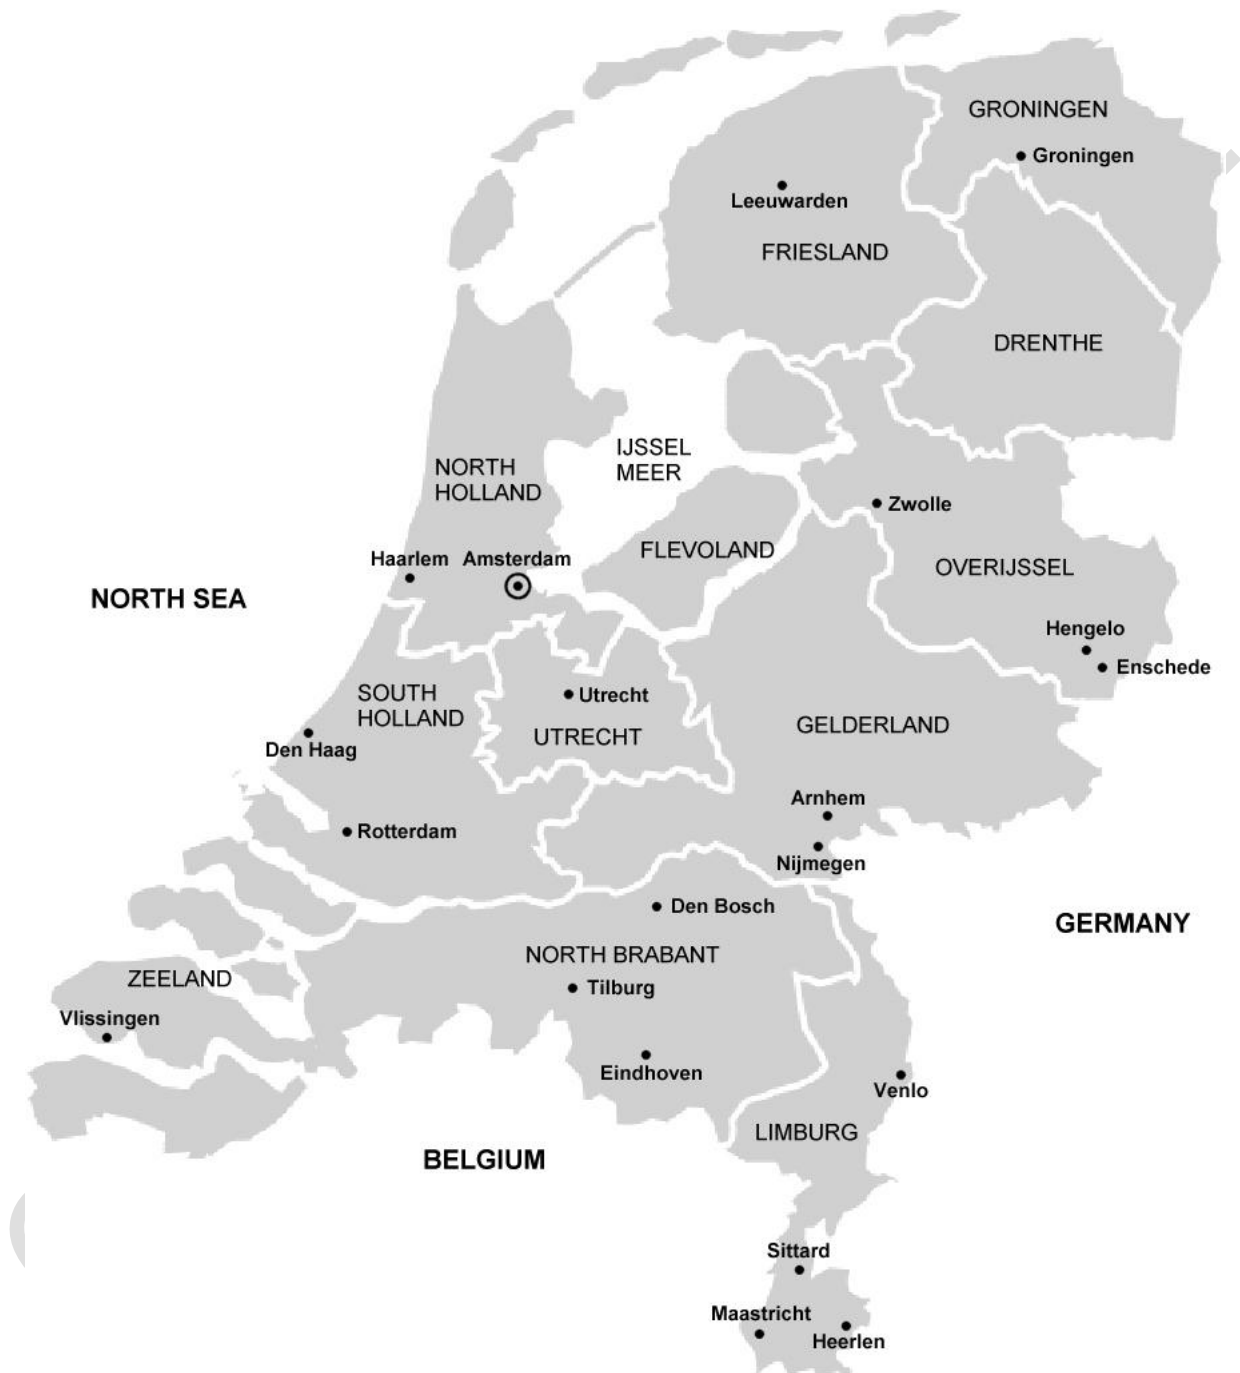 GRONINGEN
Groningen
Leeuwarden
FRIESLAND
DRENTHE
IJSSEL
MEER
NORTH
HOLLAND
Zwolle
FLEVOLAND
Haarlem
Amsterdam
OVERIJSSEL
NORTH SEA
Hengelo
Enschede
SOUTH
HOLLAND
Utrecht
UTRECHT
GELDERLAND
Den Haag
Arnhem
Rotterdam
Nijmegen
Den Bosch
GERMANY
NORTH BRABANT
ZEELAND
Tilburg
Vlissingen
Eindhoven
Venlo
LIMBURG
BELGIUM
Sittard
Maastricht
Heerlen